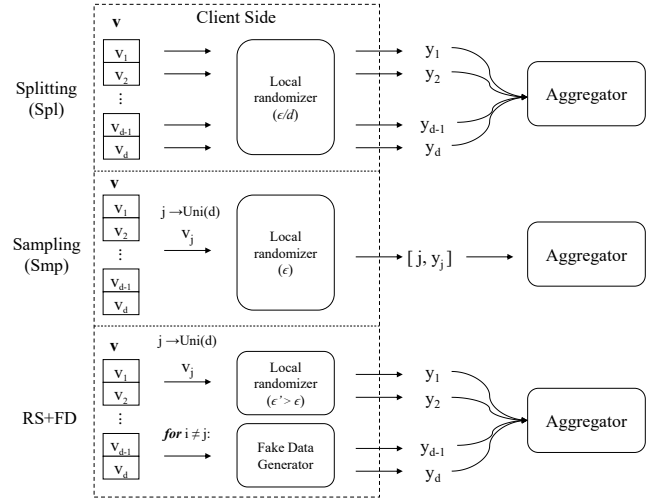 Client Side
v
v1
v2
⋮
vd-1
vd
Splitting
(Spl)
Local
randomizer
(ϵ/d)
y1
y2
yd-1
yd
Aggregator
v
v1
v2
⋮
vd-1
vd
Sampling
(Smp)
j →Uni(d)
vj
Local
randomizer
(ϵ)
[ j, yj ]
Aggregator
v
v1
v2
⋮
vd-1
vd
RS+FD
j →Uni(d)
vj
Local
randomizer
(ϵ’ > ϵ)
for i ≠ j:
Fake Data
Generator
y1
y2
yd-1
yd
Aggregator